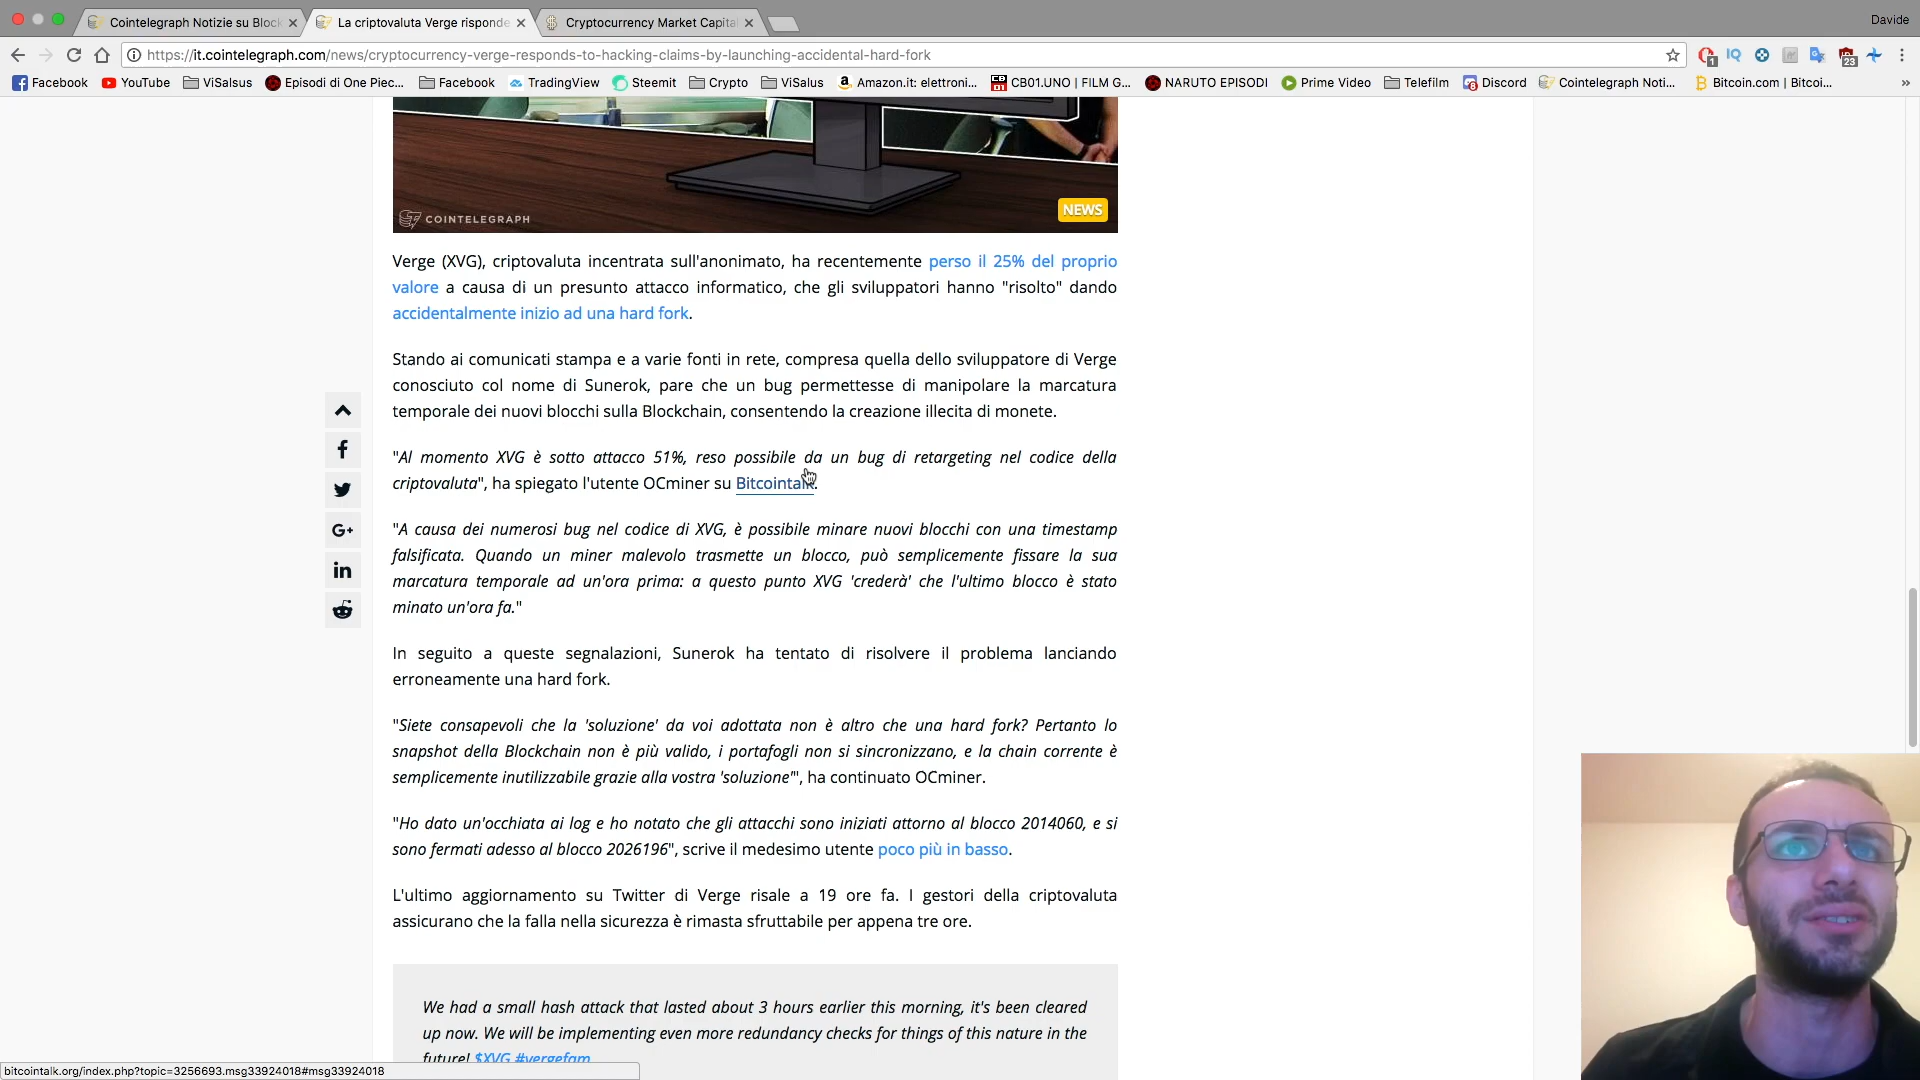 Davide
Cointelegraph Notizie su Block
La criptovaluta Verge risponde
Cryptocurrency Market Capital
https://it.cointelegraph.com/news/cryptocurrency-verge-responds-to-hacking-claims-by-launching-accidental-hard-fork
1
IQ
23
Facebook
YouTube
ViSalsus
Episodi di One Piec...
Facebook
TradingView
Steemit
Crypto
ViSalus
Amazon.it: elettroni...
CB01.UNO | FILM G...
NARUTO EPISODI
Prime Video
Telefilm
Discord
Cointelegraph Noti...
Bitcoin.com | Bitcoi...
»
COINTELEGRAPH
NEWS
Verge (XVG), criptovaluta incentrata sull'anonimato, ha recentemente perso il 25% del proprio
valore a causa di un presunto attacco informatico, che gli sviluppatori hanno "risolto" dando
accidentalmente inizio ad una hard fork.
Stando ai comunicati stampa e a varie fonti in rete, compresa quella dello sviluppatore di Verge
conosciuto col nome di Sunerok, pare che un bug permettesse di manipolare la marcatura
temporale dei nuovi blocchi sulla Blockchain, consentendo la creazione illecita di monete.
"Al momento XVG è sotto attacco 51%, reso possibile da un bug di retargeting nel codice della
criptovaluta", ha spiegato l'utente OCminer su Bitcointalk.
"A causa dei numerosi bug nel codice di XVG, è possibile minare nuovi blocchi con una timestamp
falsificata. Quando un miner malevolo trasmette un blocco, può semplicemente fissare la sua
marcatura temporale ad un'ora prima: a questo punto XVG 'crederà' che l'ultimo blocco è stato
minato un'ora fa."
In seguito a queste segnalazioni, Sunerok ha tentato di risolvere il problema lanciando
erroneamente una hard fork.
"Siete consapevoli che la 'soluzione' da voi adottata non è altro che una hard fork? Pertanto lo
snapshot della Blockchain non è più valido, i portafogli non si sincronizzano, e la chain corrente è
semplicemente inutilizzabile grazie alla vostra 'soluzione'", ha continuato OCminer.
"Ho dato un'occhiata ai log e ho notato che gli attacchi sono iniziati attorno al blocco 2014060, e si
sono fermati adesso al blocco 2026196", scrive il medesimo utente poco più in basso.
L'ultimo aggiornamento su Twitter di Verge risale a 19 ore fa. I gestori della criptovaluta
assicurano che la falla nella sicurezza è rimasta sfruttabile per appena tre ore.
We had a small hash attack that lasted about 3 hours earlier this morning, it's been cleared
up now. We will be implementing even more redundancy checks for things of this nature in the
future! $XVG #vergefam
bitcointalk.org/index.php?topic=3256693.msg33924018#msg33924018